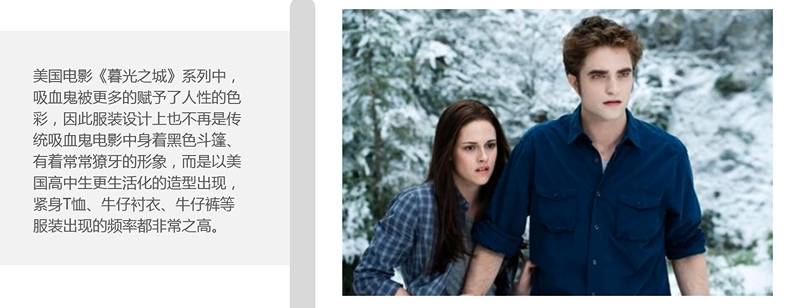 美国电影《暮光之城》系列中，
吸血鬼被更多的赋予了人性的色
彩，因此服装设计上也不再是传
统吸血鬼电影中身着黑色斗篷、
有着常常獠牙的形象，而是以美
国高中生更生活化的造型出现，
紧身T恤、牛仔衬衣、牛仔裤等
服装出现的频率都非常之高。